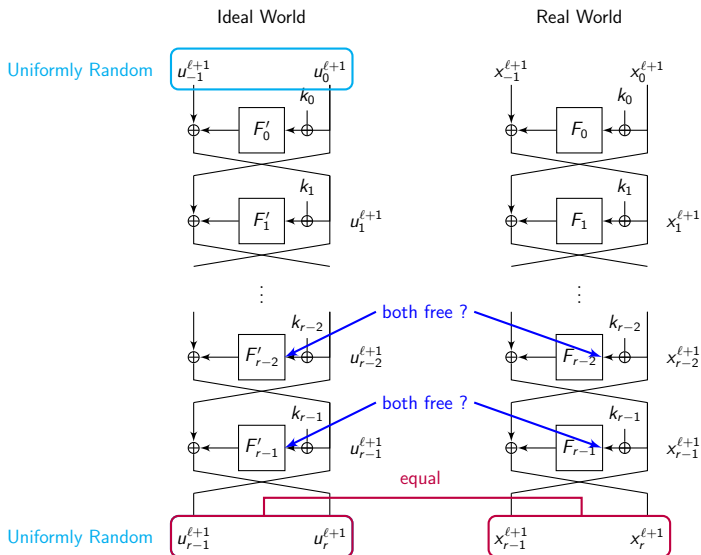 Ideal World Real World
Uniformly Random u_{-1}^{ℓ+1} u_0^{ℓ+1} x_{-1}^{ℓ+1} x_0^{ℓ+1}
k_0 k_0
F'_0 F_0
k_1 k_1
F'_1 u_1^{ℓ+1} F_1 x_1^{ℓ+1}
⋮ ⋮
both free ?
k_{r−2} k_{r−2}
F'_{r−2} u_{r−2}^{ℓ+1} F_{r−2} x_{r−2}^{ℓ+1}
both free ?
k_{r−1} k_{r−1}
F'_{r−1} u_{r−1}^{ℓ+1} F_{r−1} x_{r−1}^{ℓ+1}
equal
Uniformly Random u_{r−1}^{ℓ+1} u_r^{ℓ+1} x_{r−1}^{ℓ+1} x_r^{ℓ+1}